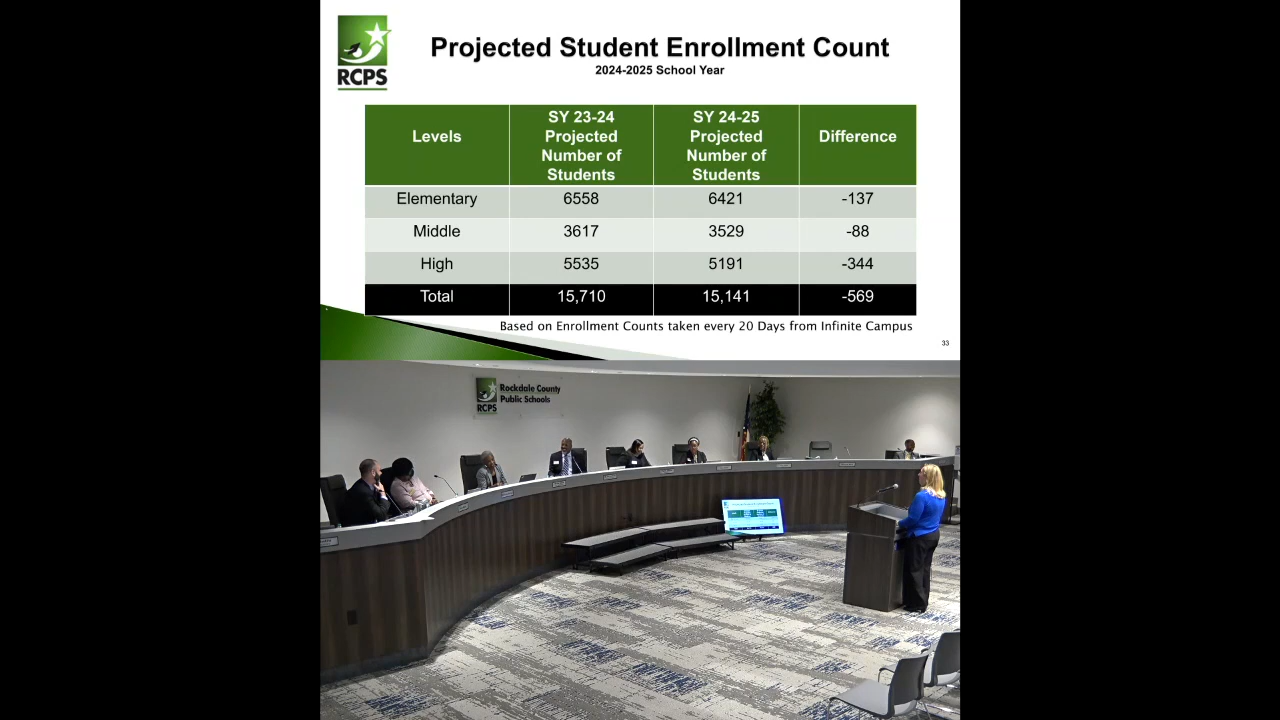 RCPS
Projected Student Enrollment Count
2024-2025 School Year
Levels
SY 23-24
Projected
Number of
Students
SY 24-25
Projected
Number of
Students
Difference
Elementary 6558 6421 -137
Middle 3617 3529 -88
High 5535 5191 -344
Total 15,710 15,141 -569
Based on Enrollment Counts taken every 20 Days from Infinite Campus
33
RCPS
Rockdale County
Public Schools